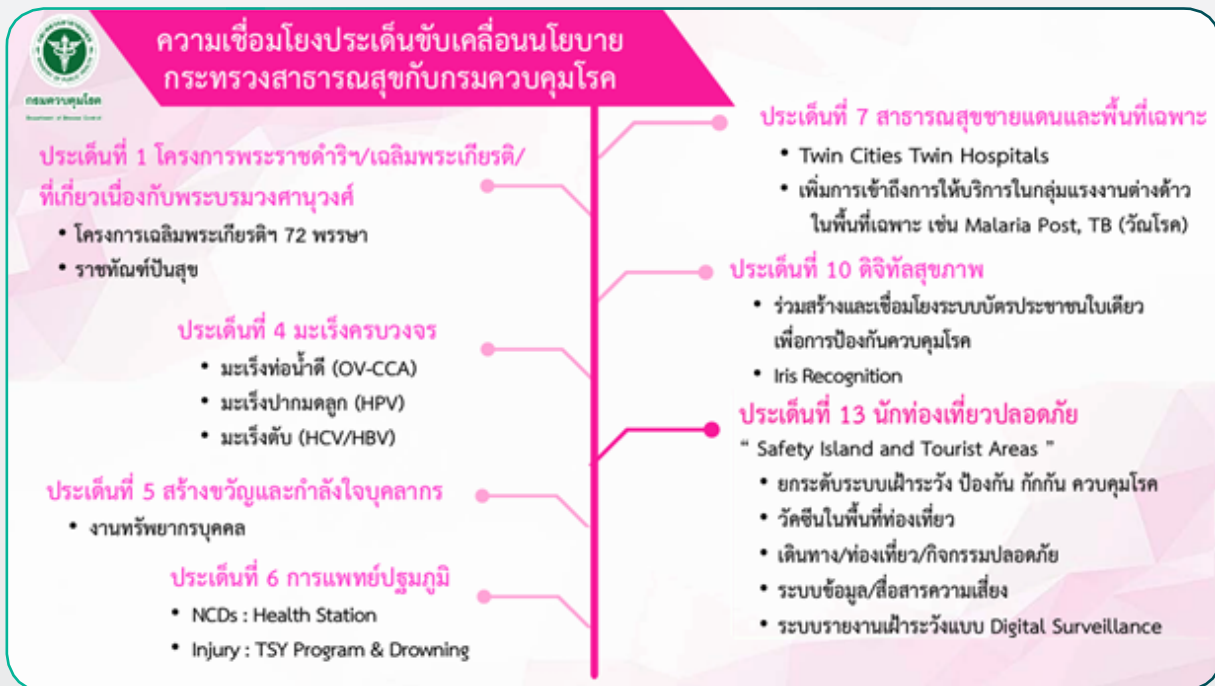 ความเชื่อมโยงประเด็นขับเคลื่อนนโยบาย
กระทรวงสาธารณสุขกับกรมควบคุมโรค
กรมควบคุมโรค
Department of Disease Control
ประเด็นที่ 1 โครงการพระราชดำริฯ/เฉลิมพระเกียรติ/
ที่เกี่ยวเนื่องกับพระบรมวงศานุวงศ์
• โครงการเฉลิมพระเกียรติฯ 72 พรรษา
• ราชทัณฑ์ปันสุข
ประเด็นที่ 4 มะเร็งครบวงจร
• มะเร็งท่อน้ำดี (OV-CCA)
• มะเร็งปากมดลูก (HPV)
• มะเร็งตับ (HCV/HBV)
ประเด็นที่ 5 สร้างขวัญและกำลังใจบุคลากร
• งานทรัพยากรบุคคล
ประเด็นที่ 6 การแพทย์ปฐมภูมิ
• NCDs : Health Station
• Injury : TSY Program & Drowning
ประเด็นที่ 7 สาธารณสุขชายแดนและพื้นที่เฉพาะ
• Twin Cities Twin Hospitals
• เพิ่มการเข้าถึงการให้บริการในกลุ่มแรงงานต่างด้าว
ในพื้นที่เฉพาะ เช่น Malaria Post, TB (วัณโรค)
ประเด็นที่ 10 ดิจิทัลสุขภาพ
• ร่วมสร้างและเชื่อมโยงระบบบัตรประชาชนใบเดียว
เพื่อการป้องกันควบคุมโรค
• Iris Recognition
ประเด็นที่ 13 นักท่องเที่ยวปลอดภัย
“ Safety Island and Tourist Areas ”
• ยกระดับระบบเฝ้าระวัง ป้องกัน กักกัน ควบคุมโรค
• วัคซีนในพื้นที่ท่องเที่ยว
• เดินทาง/ท่องเที่ยว/กิจกรรมปลอดภัย
• ระบบข้อมูล/สื่อสารความเสี่ยง
• ระบบรายงานเฝ้าระวังแบบ Digital Surveillance